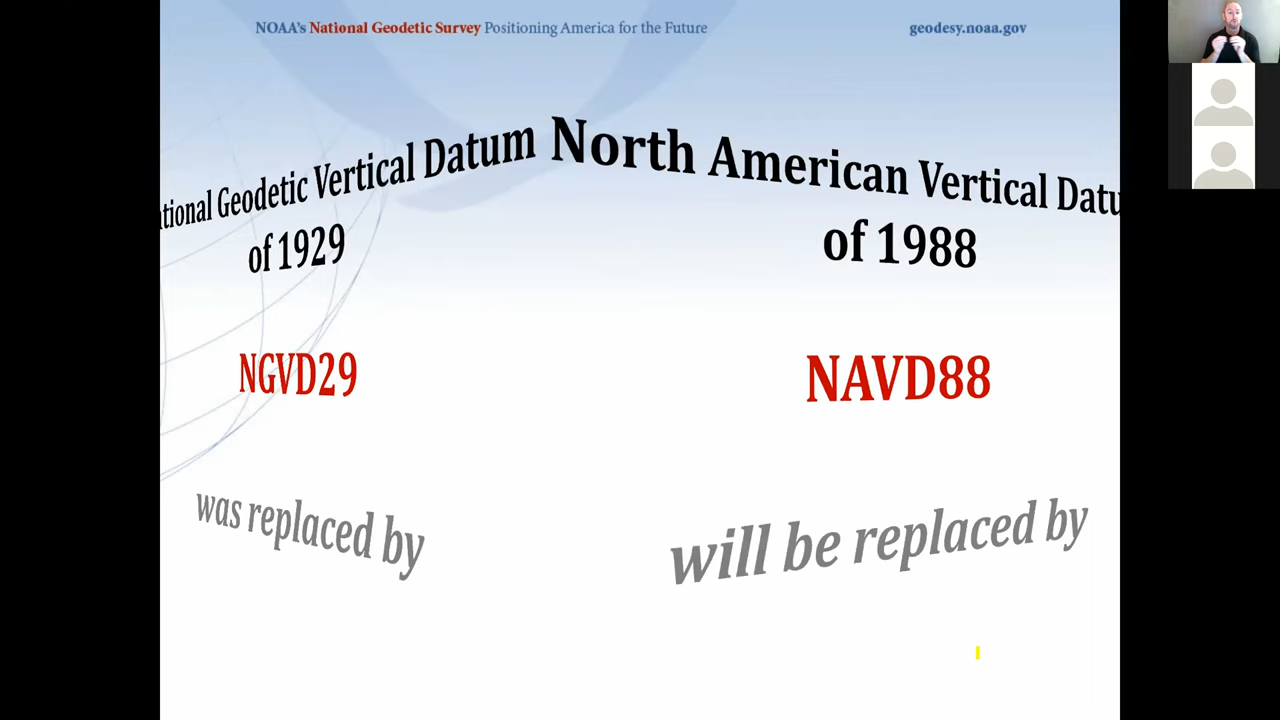 NOAA's National Geodetic Survey Positioning America for the Future
geodesy.noaa.gov
tional Geodetic Vertical Datum
of 1929
NGVD29
was replaced by
North American Vertical Datu
of 1988
NAVD88
will be replaced by